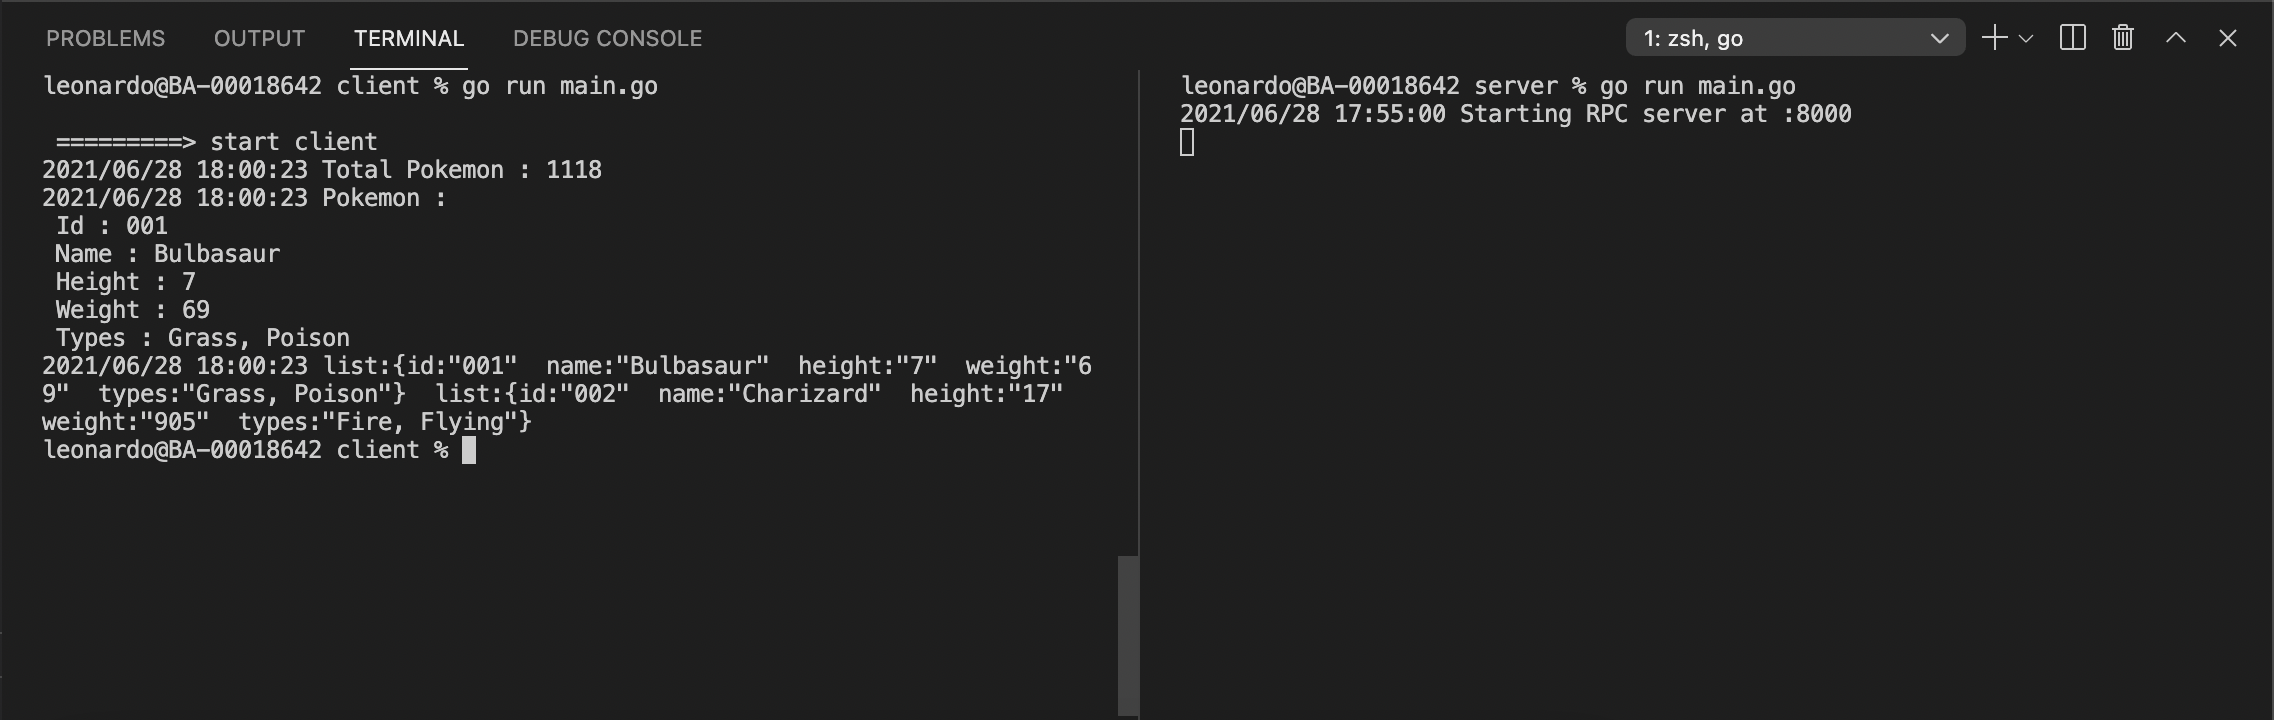 PROBLEMS OUTPUT TERMINAL DEBUG CONSOLE 1: zsh, go
leonardo@BA-00018642 client % go run main.go
=========> start client
2021/06/28 18:00:23 Total Pokemon : 1118
2021/06/28 18:00:23 Pokemon :
Id : 001
Name : Bulbasaur
Height : 7
Weight : 69
Types : Grass, Poison
2021/06/28 18:00:23 list:{id:"001"  name:"Bulbasaur"  height:"7"  weight:"6
9"  types:"Grass, Poison"}  list:{id:"002"  name:"Charizard"  height:"17"
weight:"905"  types:"Fire, Flying"}
leonardo@BA-00018642 client %
leonardo@BA-00018642 server % go run main.go
2021/06/28 17:55:00 Starting RPC server at :8000